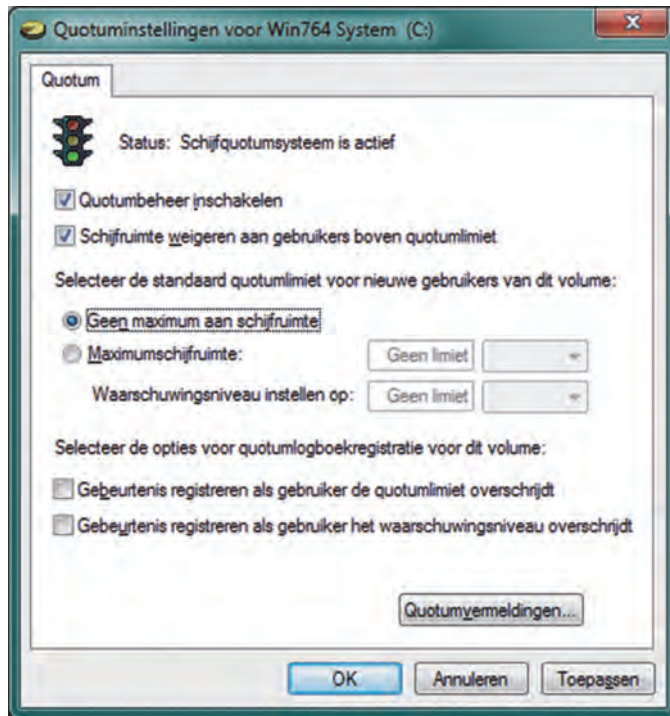 Quotuminstellingen voor Win764 System (C:)
Quotum
Status: Schijfquotumsysteem is actief
Quotumbeheer inschakelen
Schijfruimte weigeren aan gebruikers boven quotumlimiet
Selecteer de standaard quotumlimiet voor nieuwe gebruikers van dit volume:
Geen maximum aan schijfruimte
Maximumschijfruimte: Geen limiet
Waarschuwingsniveau instellen op: Geen limiet
Selecteer de opties voor quotumlogboekregistratie voor dit volume:
Gebeurtenis registreren als gebruiker de quotumlimiet overschrijdt
Gebeurtenis registreren als gebruiker het waarschuwingsniveau overschrijdt
Quotumvermeldingen...
OK Annuleren Toepassen